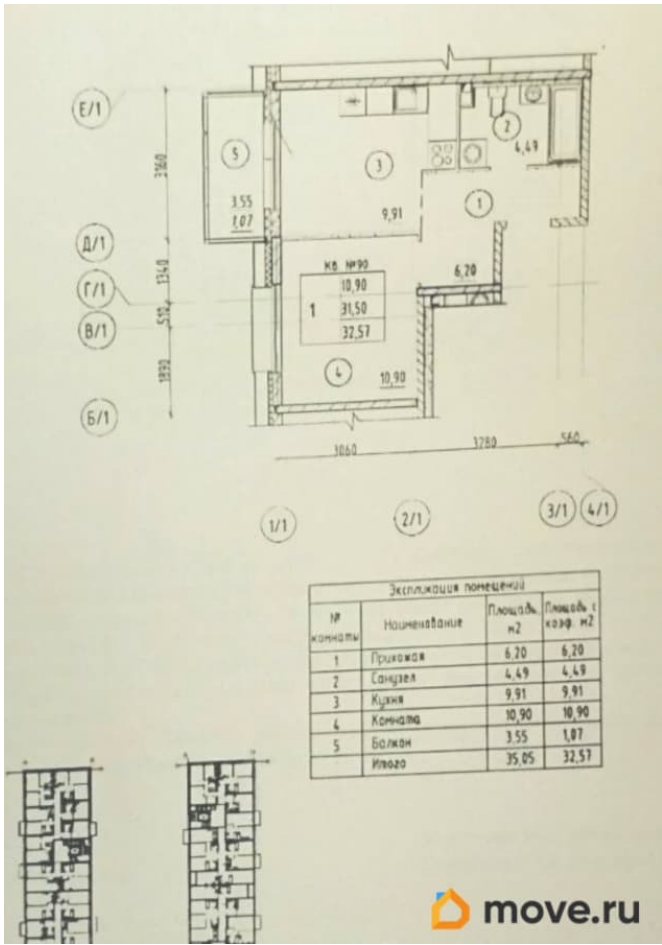 Е/1
Д/1
Г/1
В/1
Б/1
3160
1340
510
1890
5
3.55
1,07
3
9,91
2
4,49
1
6,20
Кв. №90
10,90
1
31,50
32,57
4
10,90
3060
3280
560
1/1
2/1
3/1
4/1
Экспликация помещений
№ комнаты Наименование Площадь, м2 Площадь с коэф. м2
1 Прихожая 6,20 6,20
2 Санузел 4,49 4,49
3 Кухня 9,91 9,91
4 Комната 10,90 10,90
5 Балкон 3.55 1,07
Итого 35,05 32,57
move.ru